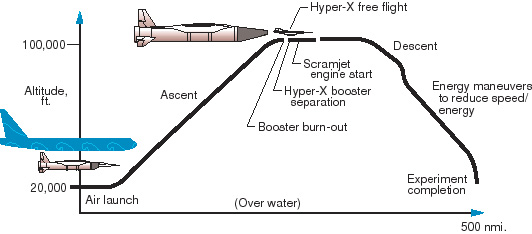 Hyper-X free flight
100,000
Descent
Scramjet
engine start
Altitude,
ft.
Ascent
Hyper-X booster
separation
Energy maneuvers
to reduce speed/
energy
Booster burn-out
20,000
Air launch
(Over water)
Experiment
completion
500 nmi.